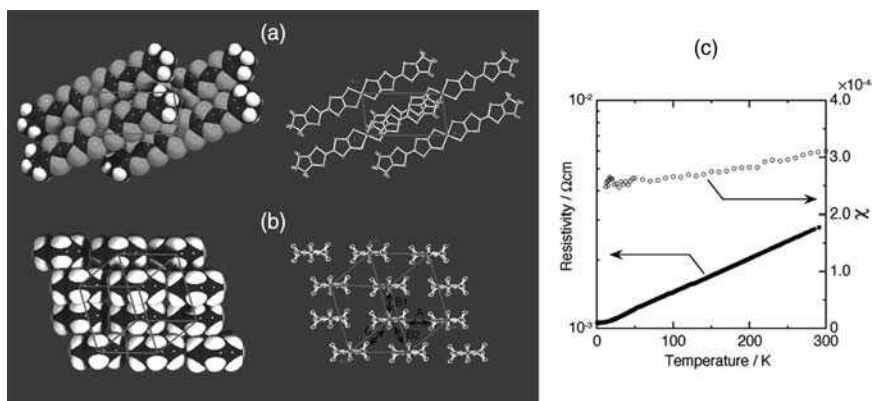 (a)
(b)
(c)
×10⁻⁴
10⁻²
10⁻³
Resistivity / Ωcm
4.0
3.0
2.0
1.0
0
χ
0
100
200
300
Temperature / K
B1